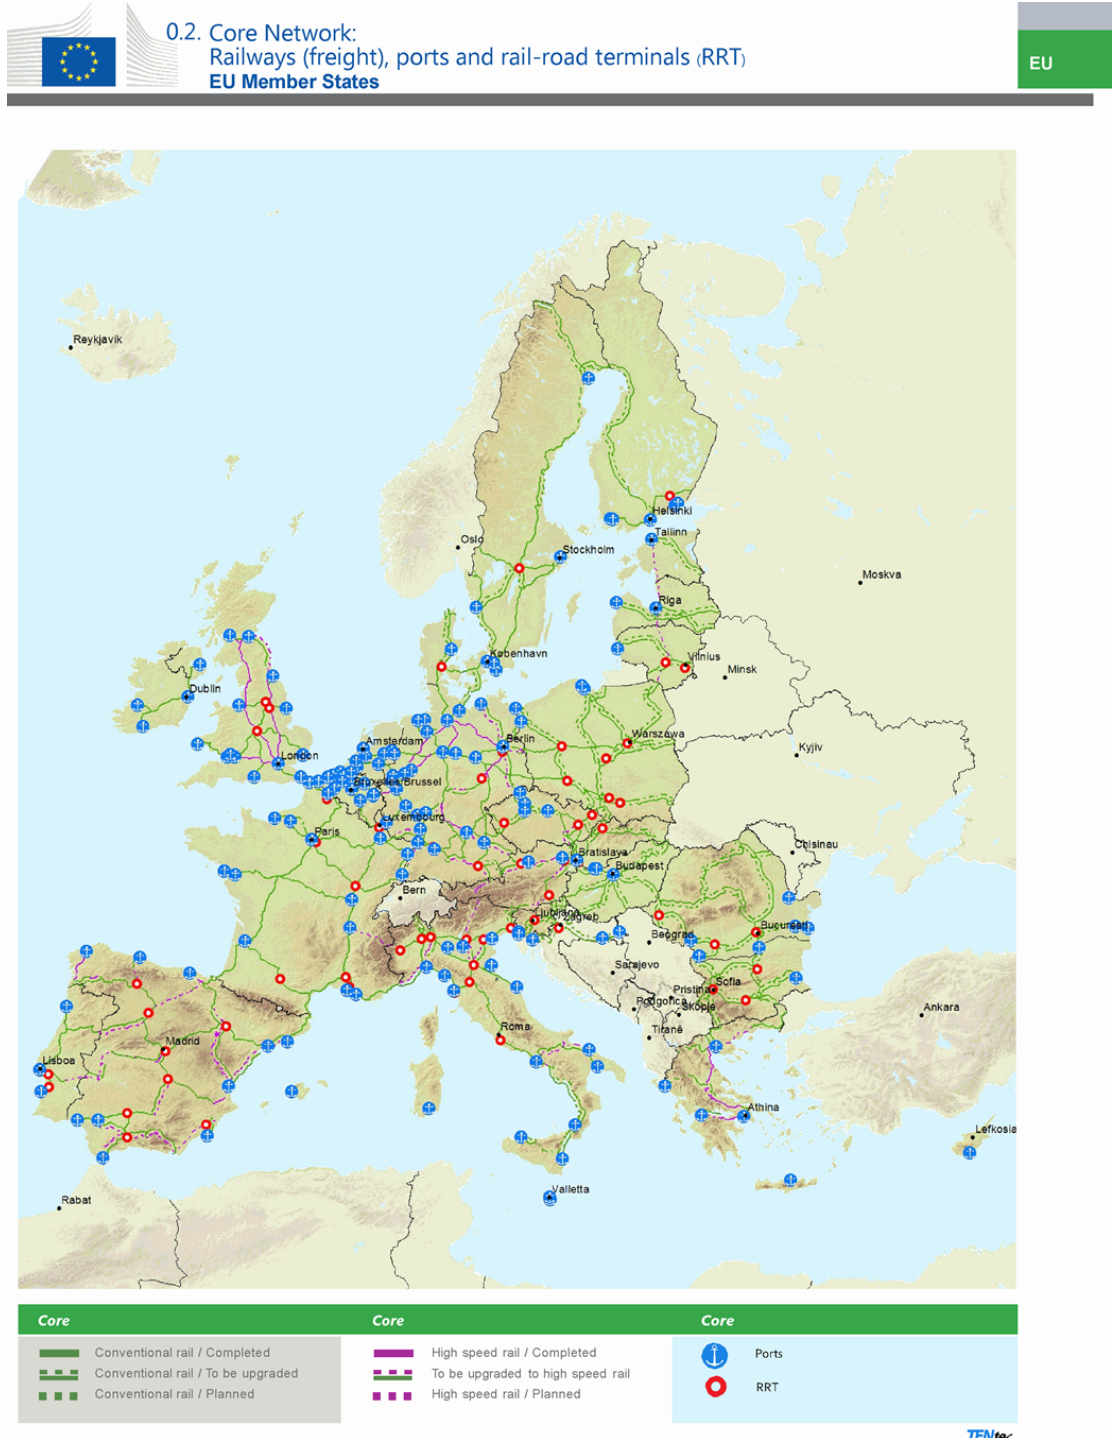 0.2. Core Network:
Railways (freight), ports and rail-road terminals (RRT)
EU Member States
EU
Reykjavík
Oslo
Helsinki
Tallinn
Stockholm
Moskva
Riga
København
Vilnius
Minsk
Dublin
Amsterdam
Berlin
Warszawa
London
Kyjiv
Bruxelles/Brussel
Luxembourg
Paris
Chisinau
Bratislava
Budapest
Bern
Ljubljana
Zagreb
Bucuresti
Beograd
Sarajevo
Sofia
Pristina
Podgorica
Skopje
Ankara
Roma
Tiranë
Madrid
Lisboa
Athina
Lefkosia
Valletta
Rabat
Core
Conventional rail / Completed
Conventional rail / To be upgraded
Conventional rail / Planned
Core
High speed rail / Completed
To be upgraded to high speed rail
High speed rail / Planned
Core
Ports
RRT
TENtec